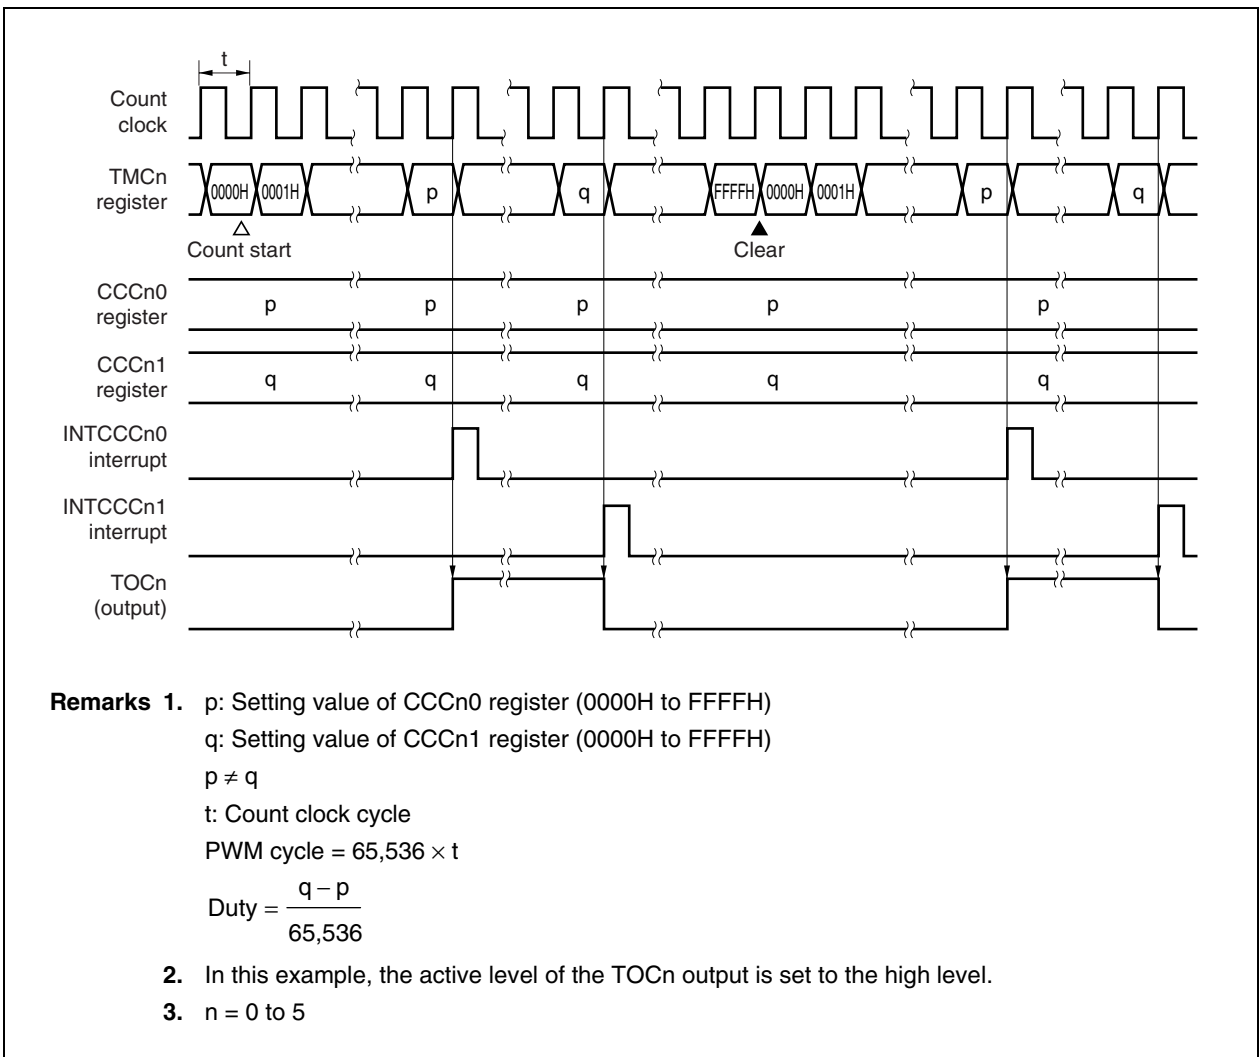 t
Count
clock
TMCn
register
0000H 0001H p q FFFFH 0000H 0001H p q
Count start Clear
CCCn0
register
p p p p p
CCCn1
register
q q q q q
INTCCCn0
interrupt
INTCCCn1
interrupt
TOCn
(output)
Remarks 1. p: Setting value of CCCn0 register (0000H to FFFFH)
q: Setting value of CCCn1 register (0000H to FFFFH)
p ≠ q
t: Count clock cycle
PWM cycle = 65,536 × t
Duty = q – p
65,536
2. In this example, the active level of the TOCn output is set to the high level.
3. n = 0 to 5